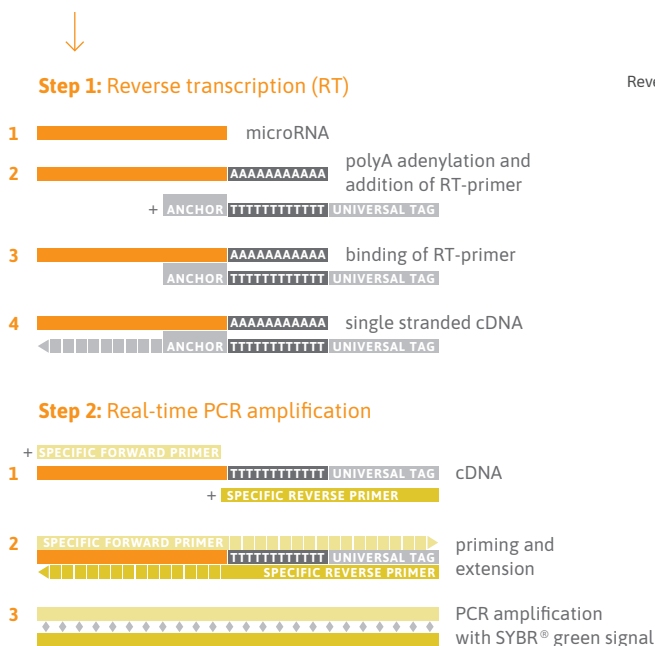 Step 1: Reverse transcription (RT)
Reve
1 microRNA
2 AAAAAAAAAAA polyA adenylation and
addition of RT-primer
+ ANCHOR TTTTTTTTTTTT UNIVERSAL TAG
3 AAAAAAAAAAA binding of RT-primer
ANCHOR TTTTTTTTTTTT UNIVERSAL TAG
4 AAAAAAAAAAA single stranded cDNA
ANCHOR TTTTTTTTTTTT UNIVERSAL TAG
Step 2: Real-time PCR amplification
+ SPECIFIC FORWARD PRIMER
1 TTTTTTTTTTTT UNIVERSAL TAG cDNA
+ SPECIFIC REVERSE PRIMER
2 SPECIFIC FORWARD PRIMER priming and
TTTTTTTTTTTT UNIVERSAL TAG
SPECIFIC REVERSE PRIMER extension
3 PCR amplification
with SYBR® green signal